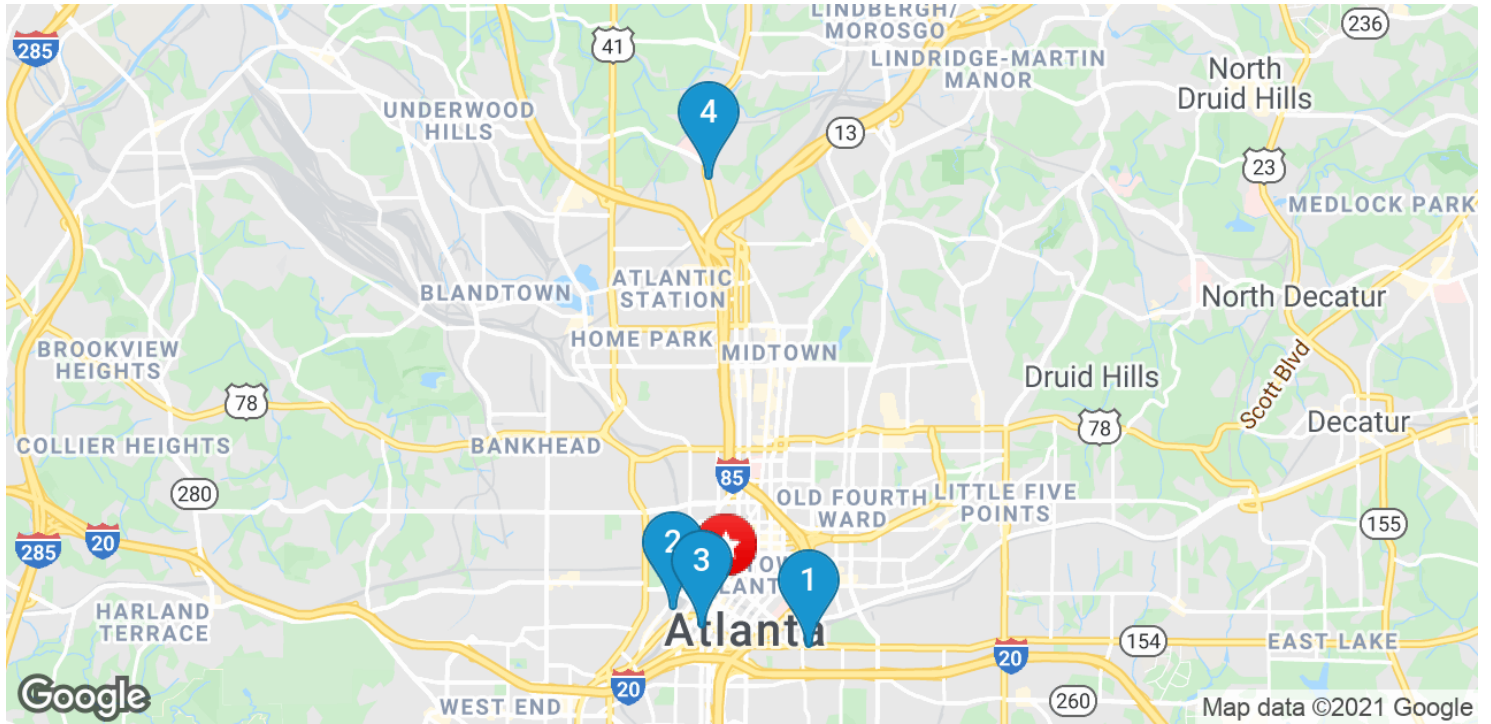 LINDBERGH/
MOROSGO
236
285
41
LINDRIDGE-MARTIN
MANOR
North
Druid Hills
UNDERWOOD
HILLS
4
13
23
MEDLOCK PARK
ATLANTIC
STATION
BLANDTOWN
North Decatur
HOME PARK
MIDTOWN
BROOKVIEW
HEIGHTS
Druid Hills
Scott Blvd
78
78
Decatur
COLLIER HEIGHTS
BANKHEAD
85
280
OLD FOURTH
WARD
LITTLE FIVE
POINTS
155
20
285
2
3
1
HARLAND
TERRACE
Atlanta
154
EAST LAKE
20
20
260
WEST END
Google
Map data ©2021 Google